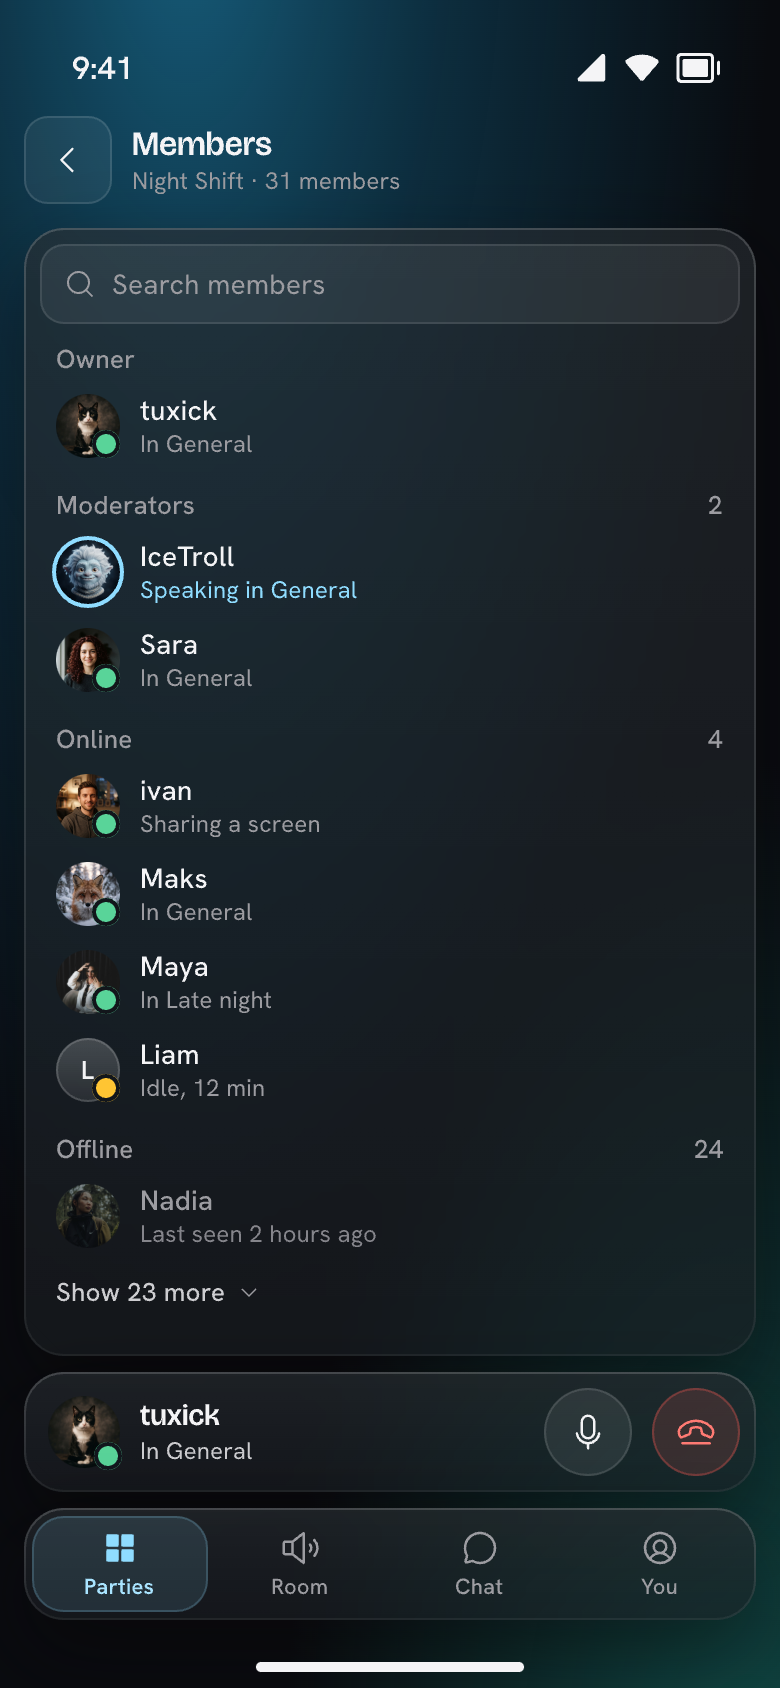 9:41
Members
Night Shift · 31 members
Search members
Owner
tuxick
In General
Moderators 2
IceTroll
Speaking in General
Sara
In General
Online 4
ivan
Sharing a screen
Maks
In General
Maya
In Late night
L
Liam
Idle, 12 min
Offline 24
Nadia
Last seen 2 hours ago
Show 23 more
tuxick
In General
Parties Room Chat You